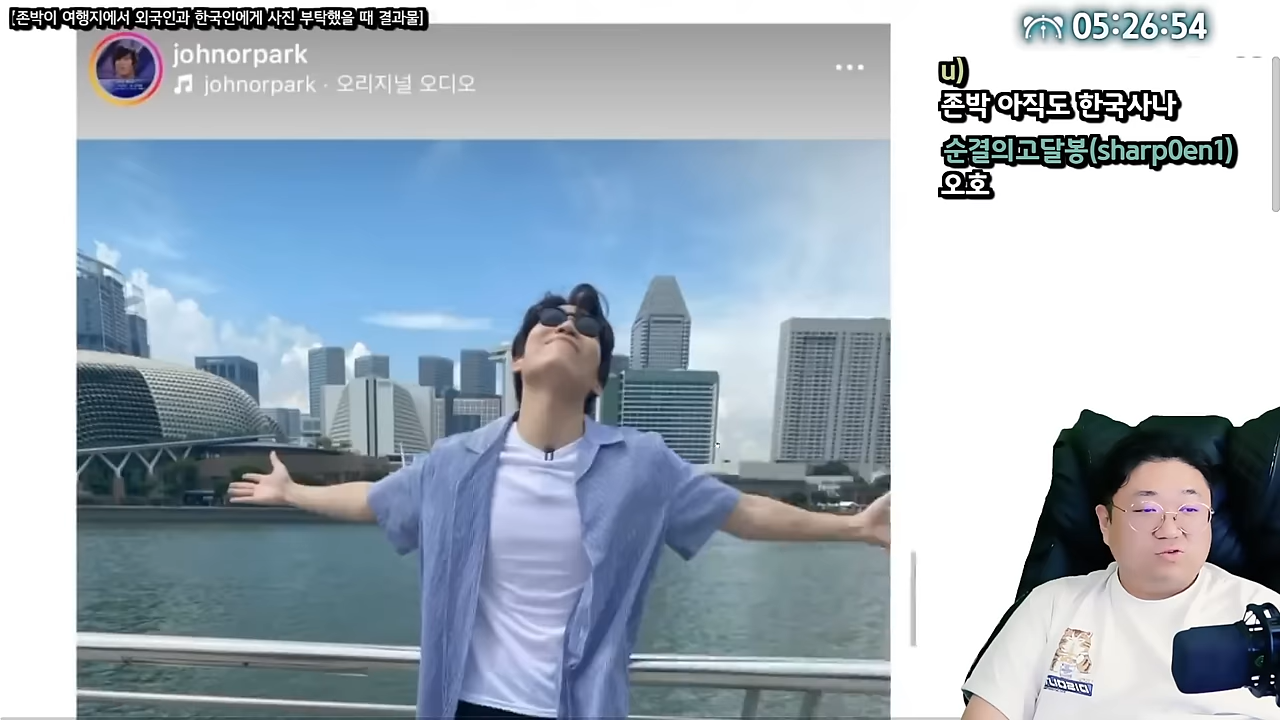 [존박이 여행지에서 외국인과 한국인에게 사진 부탁했을 때 결과물]
johnorpark
johnorpark · 오리지널 오디오
05:26:54
u)
존박 아직도 한국사나
순결의고달봉(sharp0en1)
오호